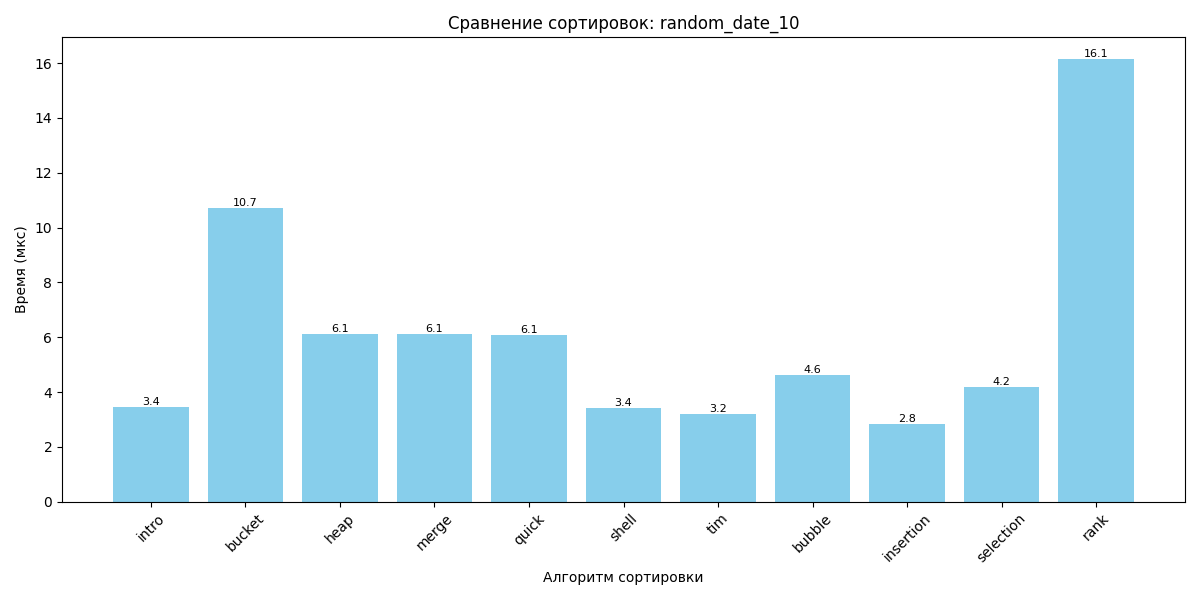 Сравнение сортировок: random_date_10
Время (мкс)
16
14
12
10
8
6
4
2
0
3.4
10.7
6.1
6.1
6.1
3.4
3.2
4.6
2.8
4.2
16.1
intro
bucket
heap
merge
quick
shell
tim
bubble
insertion
selection
rank
Алгоритм сортировки